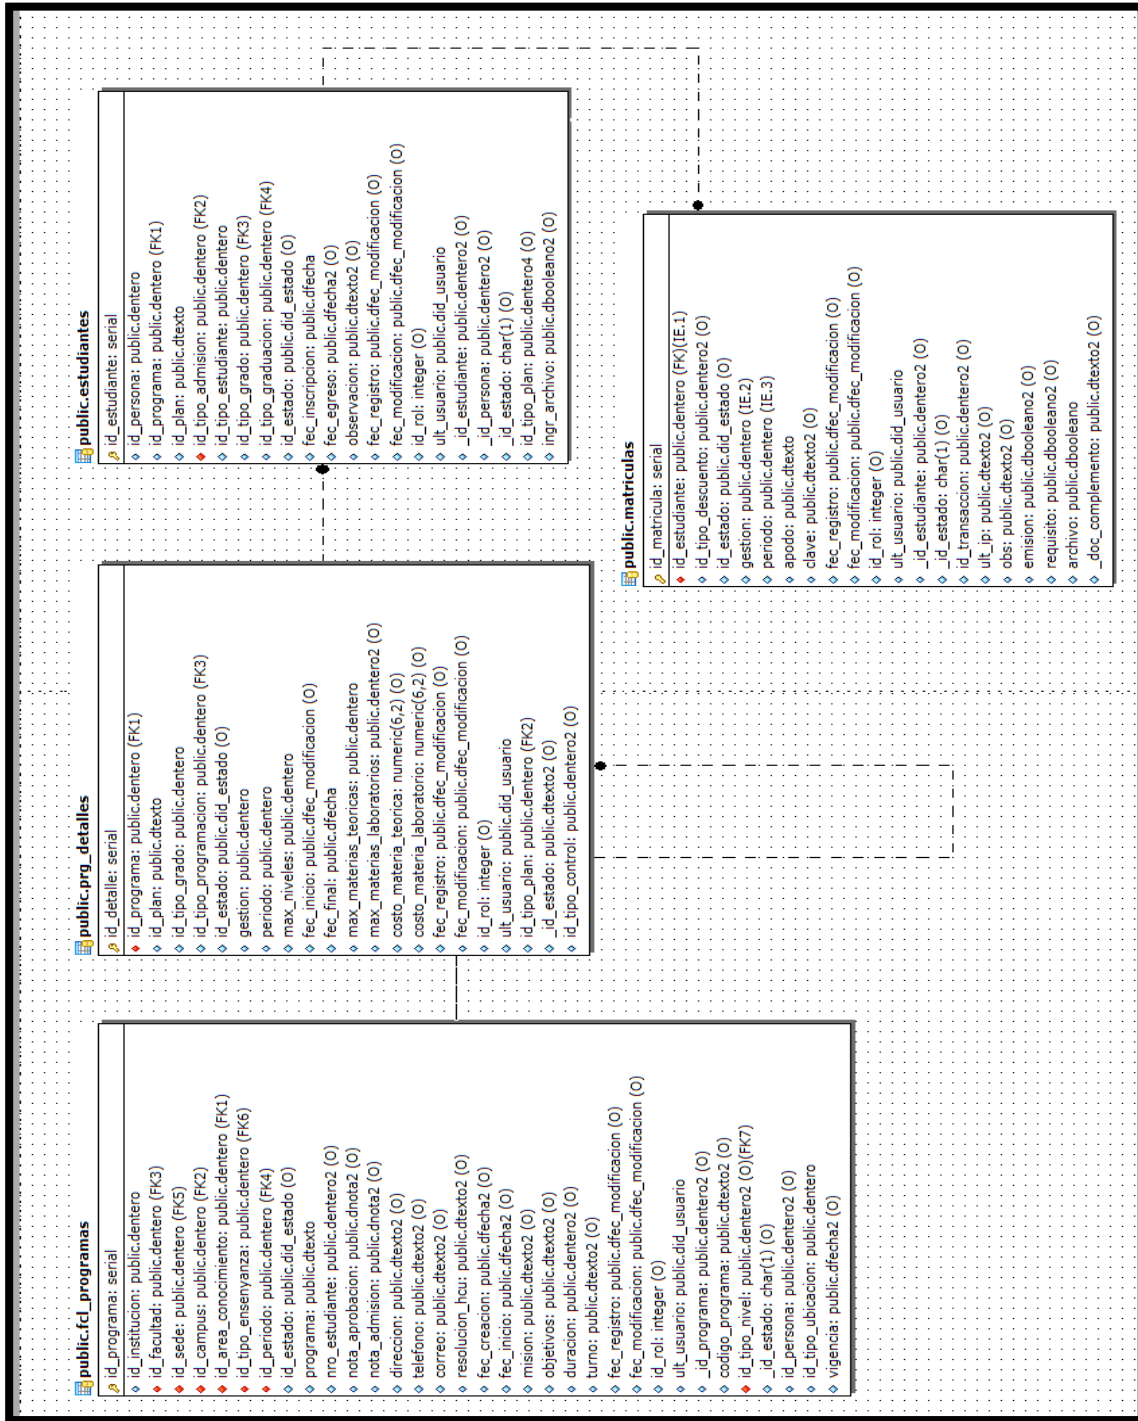 public.fcl_programas
id_programa: serial
id_institucion: public.dentero
id_facultad: public.dentero (FK3)
id_sede: public.dentero (FK5)
id_campus: public.dentero (FK2)
id_area_conocimiento: public.dentero (FK1)
id_tipo_ensenyanza: public.dentero (FK6)
id_periodo: public.dentero (FK4)
id_estado: public.did_estado (O)
programa: public.dtexto
nro_estudiante: public.dentero2 (O)
nota_aprobacion: public.dnota2 (O)
nota_admision: public.dnota2 (O)
direccion: public.dtexto2 (O)
telefono: public.dtexto2 (O)
correo: public.dtexto2 (O)
resolucion_hcu: public.dtexto2 (O)
fec_creacion: public.dfecha2 (O)
fec_inicio: public.dfecha2 (O)
mision: public.dtexto2 (O)
objetivos: public.dtexto2 (O)
duracion: public.dentero2 (O)
turno: public.dtexto2 (O)
fec_registro: public.dfec_modificacion (O)
fec_modificacion: public.dfec_modificacion (O)
id_rol: integer (O)
ult_usuario: public.did_usuario
_id_programa: public.dentero2 (O)
codigo_programa: public.dtexto2 (O)
id_tipo_nivel: public.dentero2 (O)(FK7)
_id_estado: char(1) (O)
id_persona: public.dentero2 (O)
id_tipo_ubicacion: public.dentero
vigencia: public.dfecha2 (O)
public.prg_detalles
id_detalle: serial
id_programa: public.dentero (FK1)
id_plan: public.dtexto
id_tipo_grado: public.dentero
id_tipo_programacion: public.dentero (FK3)
id_estado: public.did_estado (O)
gestion: public.dentero
periodo: public.dentero
max_niveles: public.dentero
fec_inicio: public.dfec_modificacion (O)
fec_final: public.dfecha
max_materias_teoricas: public.dentero
max_materias_laboratorios: public.dentero2 (O)
costo_materia_teorica: numeric(6,2) (O)
costo_materia_laboratorio: numeric(6,2) (O)
fec_registro: public.dfec_modificacion (O)
fec_modificacion: public.dfec_modificacion (O)
id_rol: integer (O)
ult_usuario: public.did_usuario
id_tipo_plan: public.dentero (FK2)
_id_estado: public.dtexto2 (O)
id_tipo_control: public.dentero2 (O)
public.estudiantes
id_estudiante: serial
id_persona: public.dentero
id_programa: public.dentero (FK1)
id_plan: public.dtexto
id_tipo_admision: public.dentero (FK2)
id_tipo_estudiante: public.dentero
id_tipo_grado: public.dentero (FK3)
id_tipo_graduacion: public.dentero (FK4)
id_estado: public.did_estado (O)
fec_inscripcion: public.dfecha
fec_egreso: public.dfecha2 (O)
observacion: public.dtexto2 (O)
fec_registro: public.dfec_modificacion (O)
fec_modificacion: public.dfec_modificacion (O)
id_rol: integer (O)
ult_usuario: public.did_usuario
_id_estudiante: public.dentero2 (O)
_id_persona: public.dentero2 (O)
_id_estado: char(1) (O)
id_tipo_plan: public.dentero4 (O)
ingr_archivo: public.dbooleano2 (O)
public.matriculas
id_matricula: serial
id_estudiante: public.dentero (FK)(IE.1)
id_tipo_descuento: public.dentero2 (O)
id_estado: public.did_estado (O)
gestion: public.dentero (IE.2)
periodo: public.dentero (IE.3)
apodo: public.dtexto
clave: public.dtexto2 (O)
fec_registro: public.dfec_modificacion (O)
fec_modificacion: public.dfec_modificacion (O)
id_rol: integer (O)
ult_usuario: public.did_usuario
_id_estudiante: public.dentero2 (O)
_id_estado: char(1) (O)
id_transaccion: public.dentero2 (O)
ult_ip: public.dtexto2 (O)
obs: public.dtexto2 (O)
emision: public.dbooleano2 (O)
requisito: public.dbooleano2 (O)
archivo: public.dbooleano
_doc_complemento: public.dtexto2 (O)